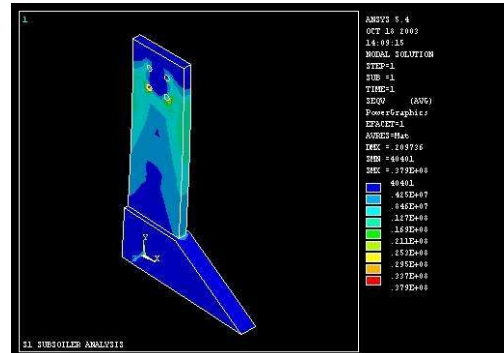 1
ANSYS 5.4
OCT 18 2003
14:09:15
NODAL SOLUTION
STEP=1
SUB =1
TIME=1
SEQV (AVG)
PowerGraphics
EFACET=1
AVRES=Mat
DMX =.209736
SMN =40401
SMX =.379E+08
40401
.425E+07
.846E+07
.127E+08
.169E+08
.211E+08
.253E+08
.295E+08
.337E+08
.379E+08
Y
Z X
S1 SUBSOILER ANALYSIS